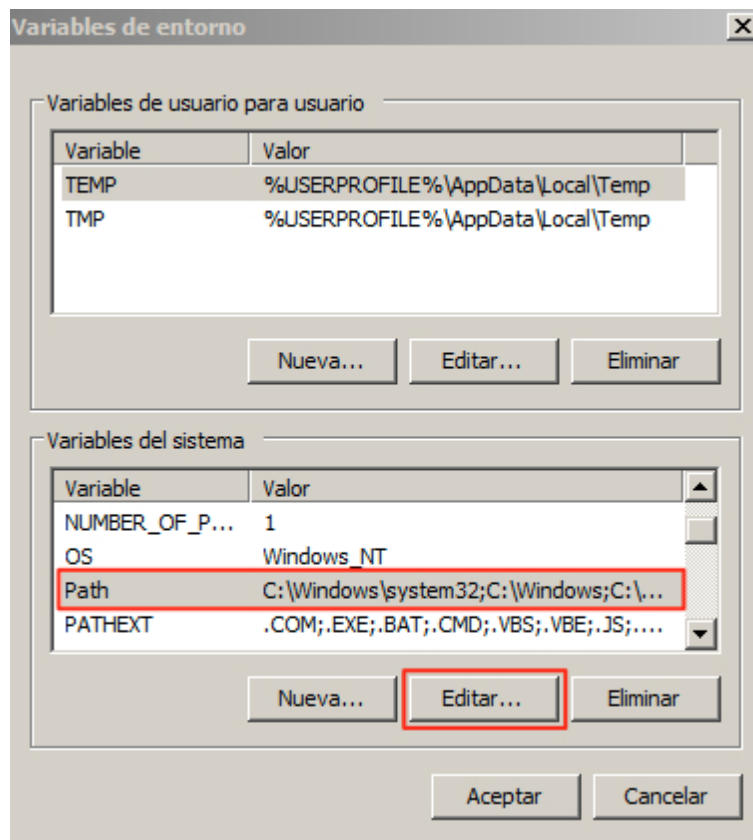 Variables de entorno
Variables de usuario para usuario
Variable Valor
TEMP %USERPROFILE%\AppData\Local\Temp
TMP %USERPROFILE%\AppData\Local\Temp
Nueva... Editar... Eliminar
Variables del sistema
Variable Valor
NUMBER_OF_P... 1
OS Windows_NT
Path C:\Windows\system32;C:\Windows;C:\...
PATHEXT .COM;.EXE;.BAT;.CMD;.VBS;.VBE;.JS;....
Nueva... Editar... Eliminar
Aceptar Cancelar